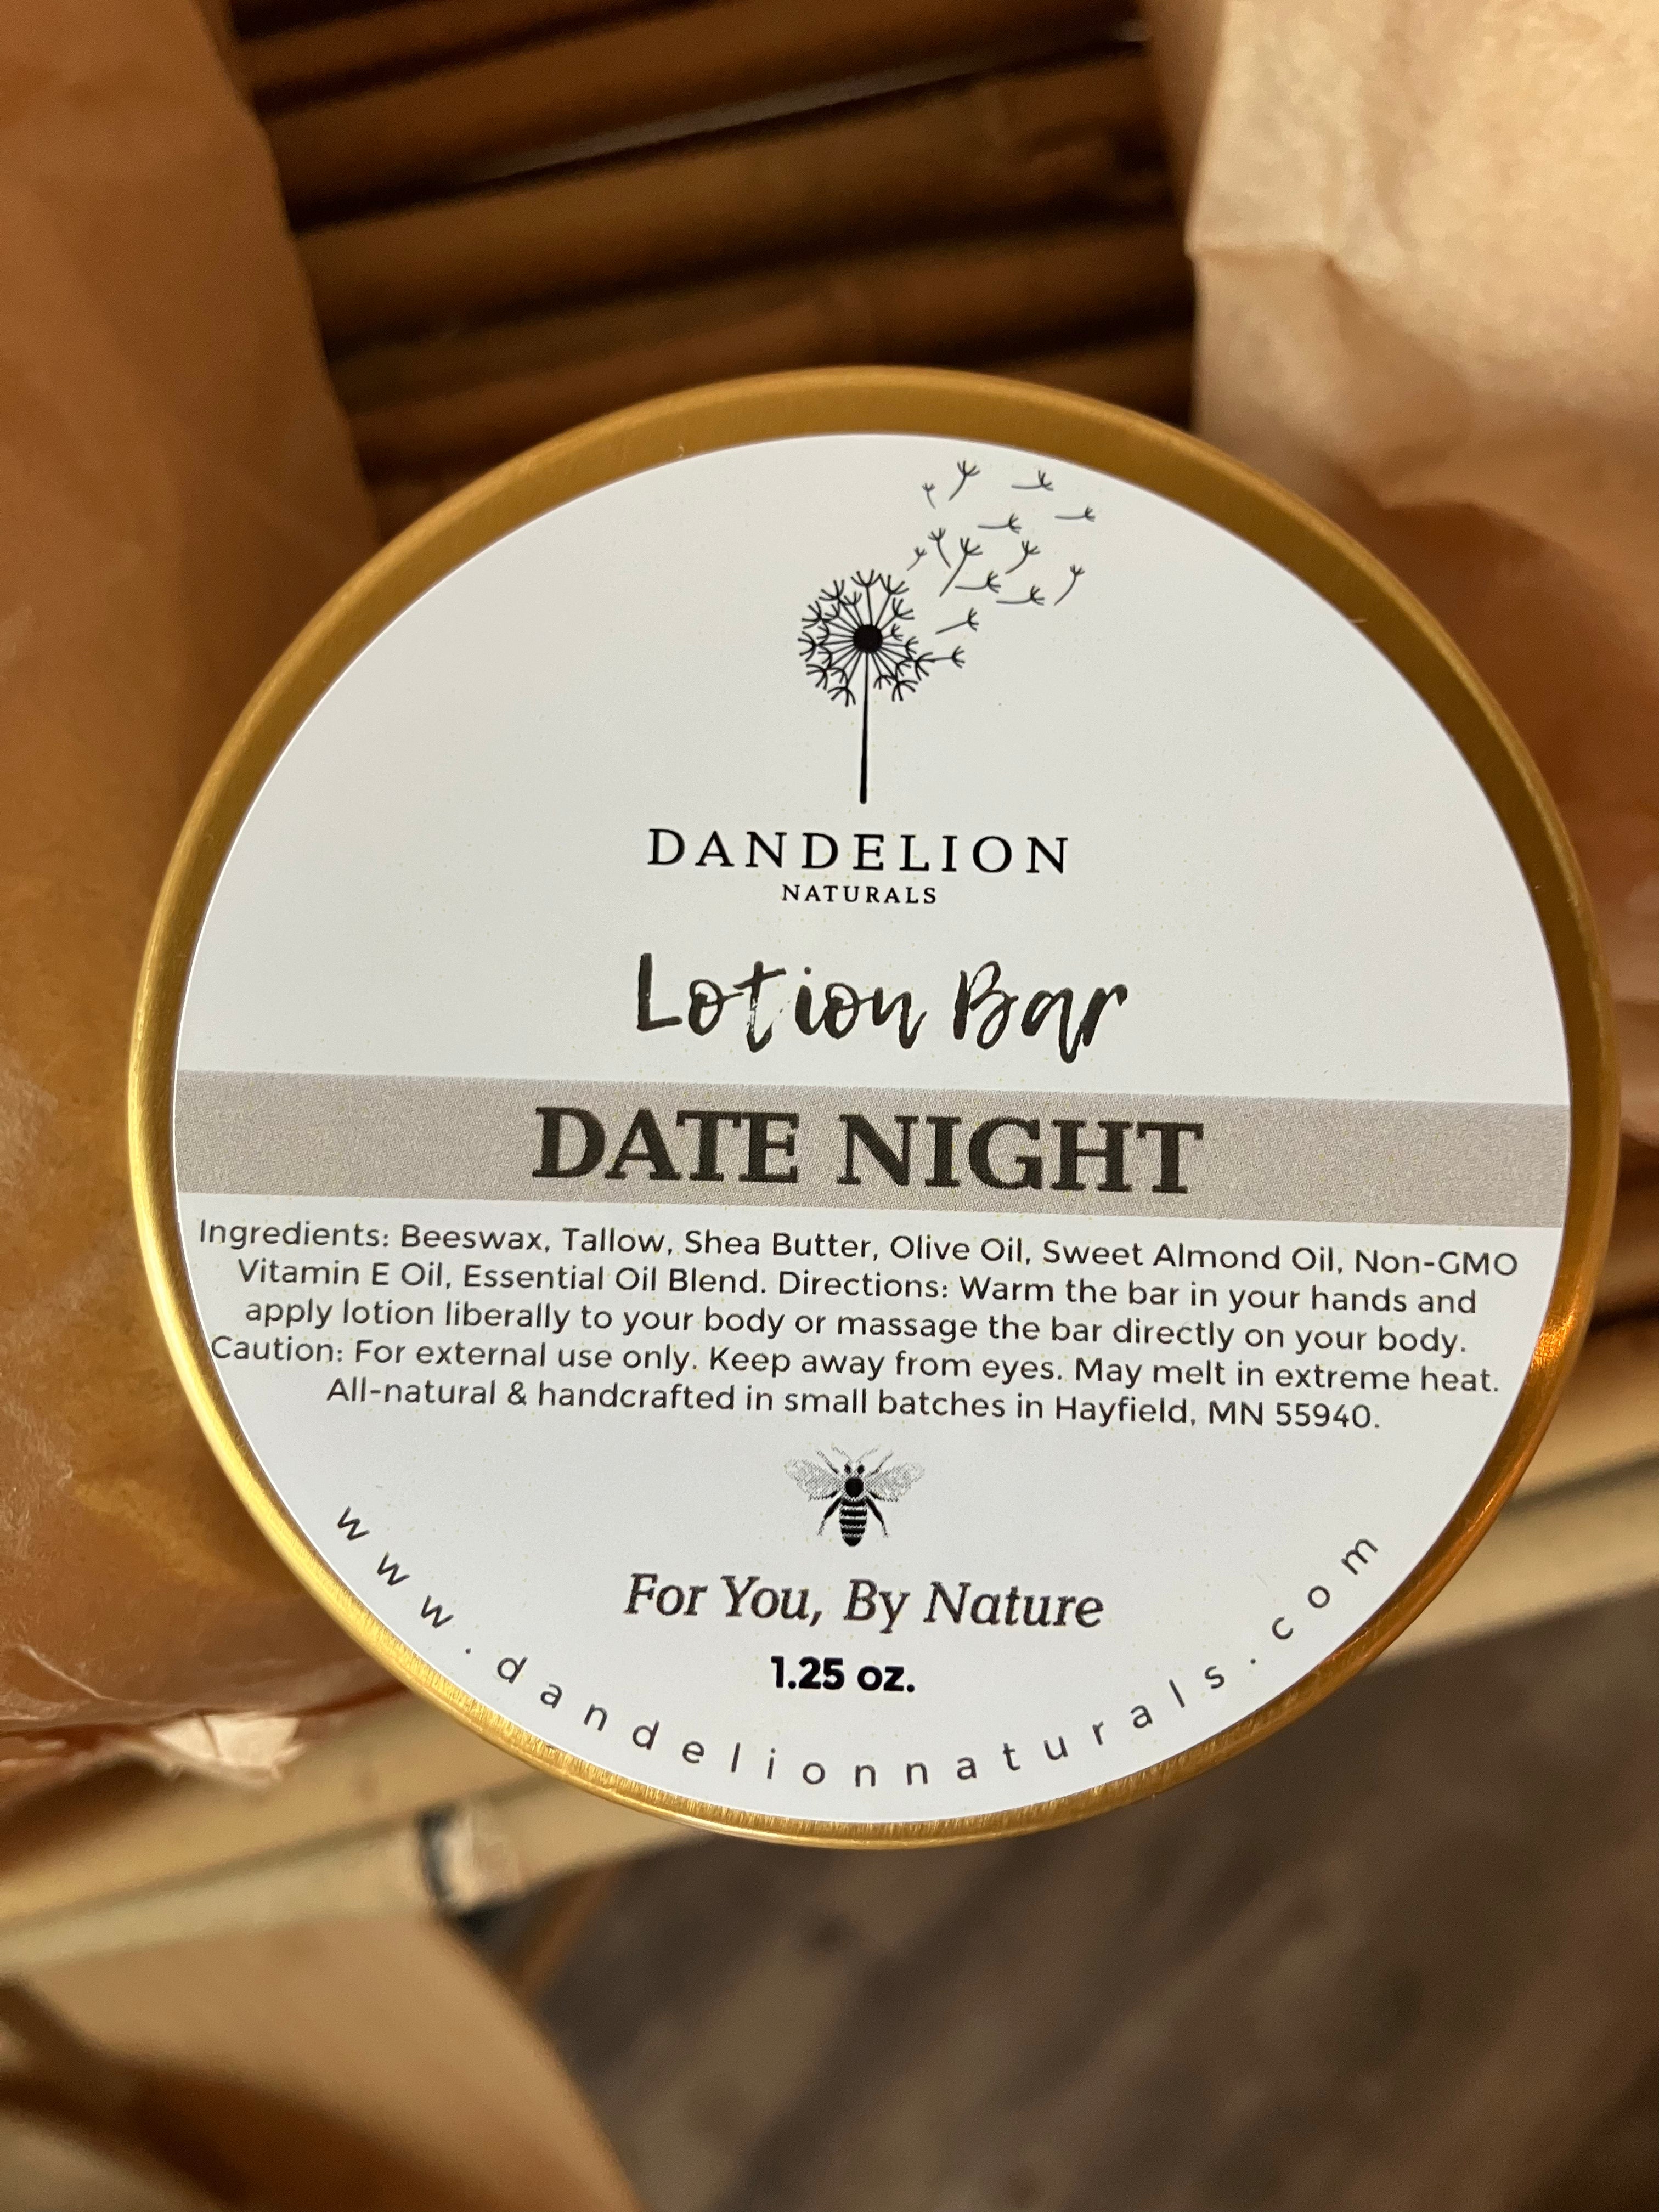 DANDELION
NATURALS
Lotion Bar
DATE NIGHT
Ingredients: Beeswax, Tallow, Shea Butter, Olive Oil, Sweet Almond Oil, Non-GMO
Vitamin E Oil, Essential Oil Blend. Directions: Warm the bar in your hands and
apply lotion liberally to your body or massage the bar directly on your body.
Caution: For external use only. Keep away from eyes. May melt in extreme heat.
All-natural & handcrafted in small batches in Hayfield, MN 55940.
For You, By Nature
1.25 oz.
www.dandelionnaturals.com